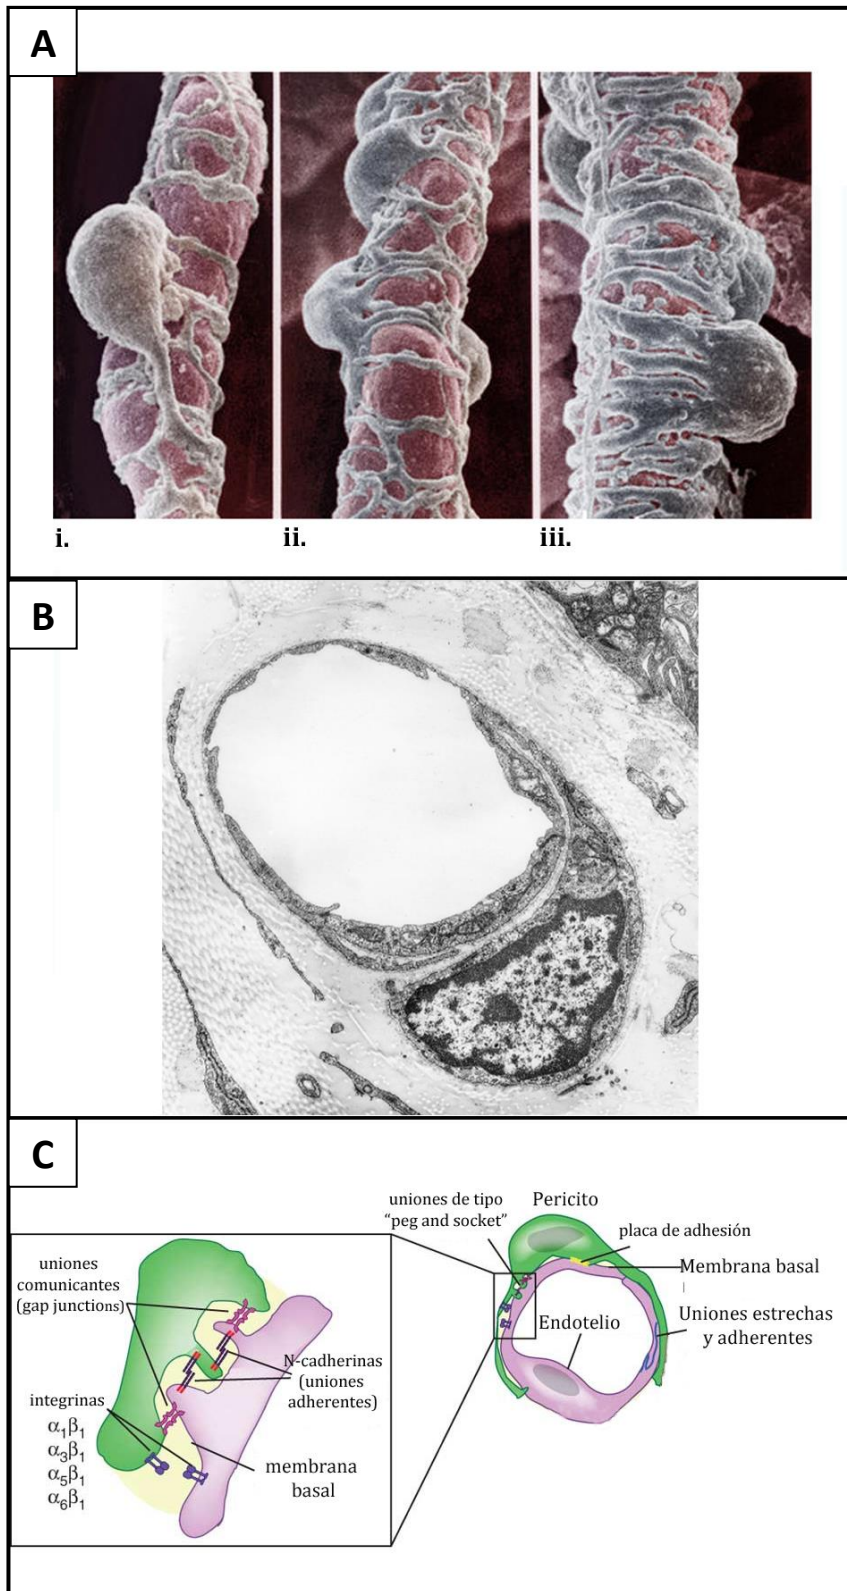 A
i.
ii.
iii.
B
C
uniones de tipo
“peg and socket”
Pericito
placa de adhesión
Membrana basal
Uniones estrechas
y adherentes
Endotelio
uniones
comunicantes
(gap junctions)
N-cadherinas
(uniones
adherentes)
integrinas
α₁β₁
α₃β₁
α₅β₁
α₆β₁
membrana
basal